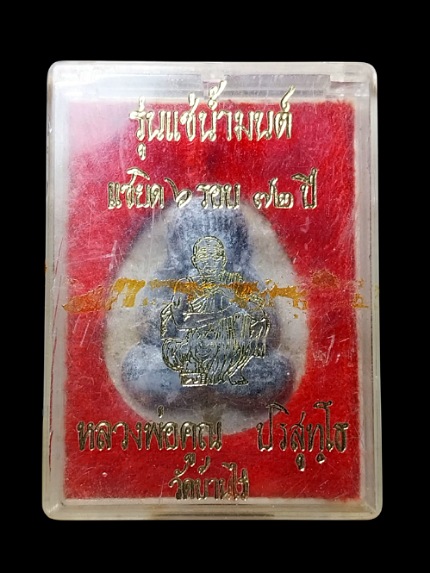 รุ่นแช่น้ำมนต์
แซยิด ๖ รอบ ๗๒ ปี
หลวงพ่อคูณ ปริสุทฺโธ
วัดบ้านไร่